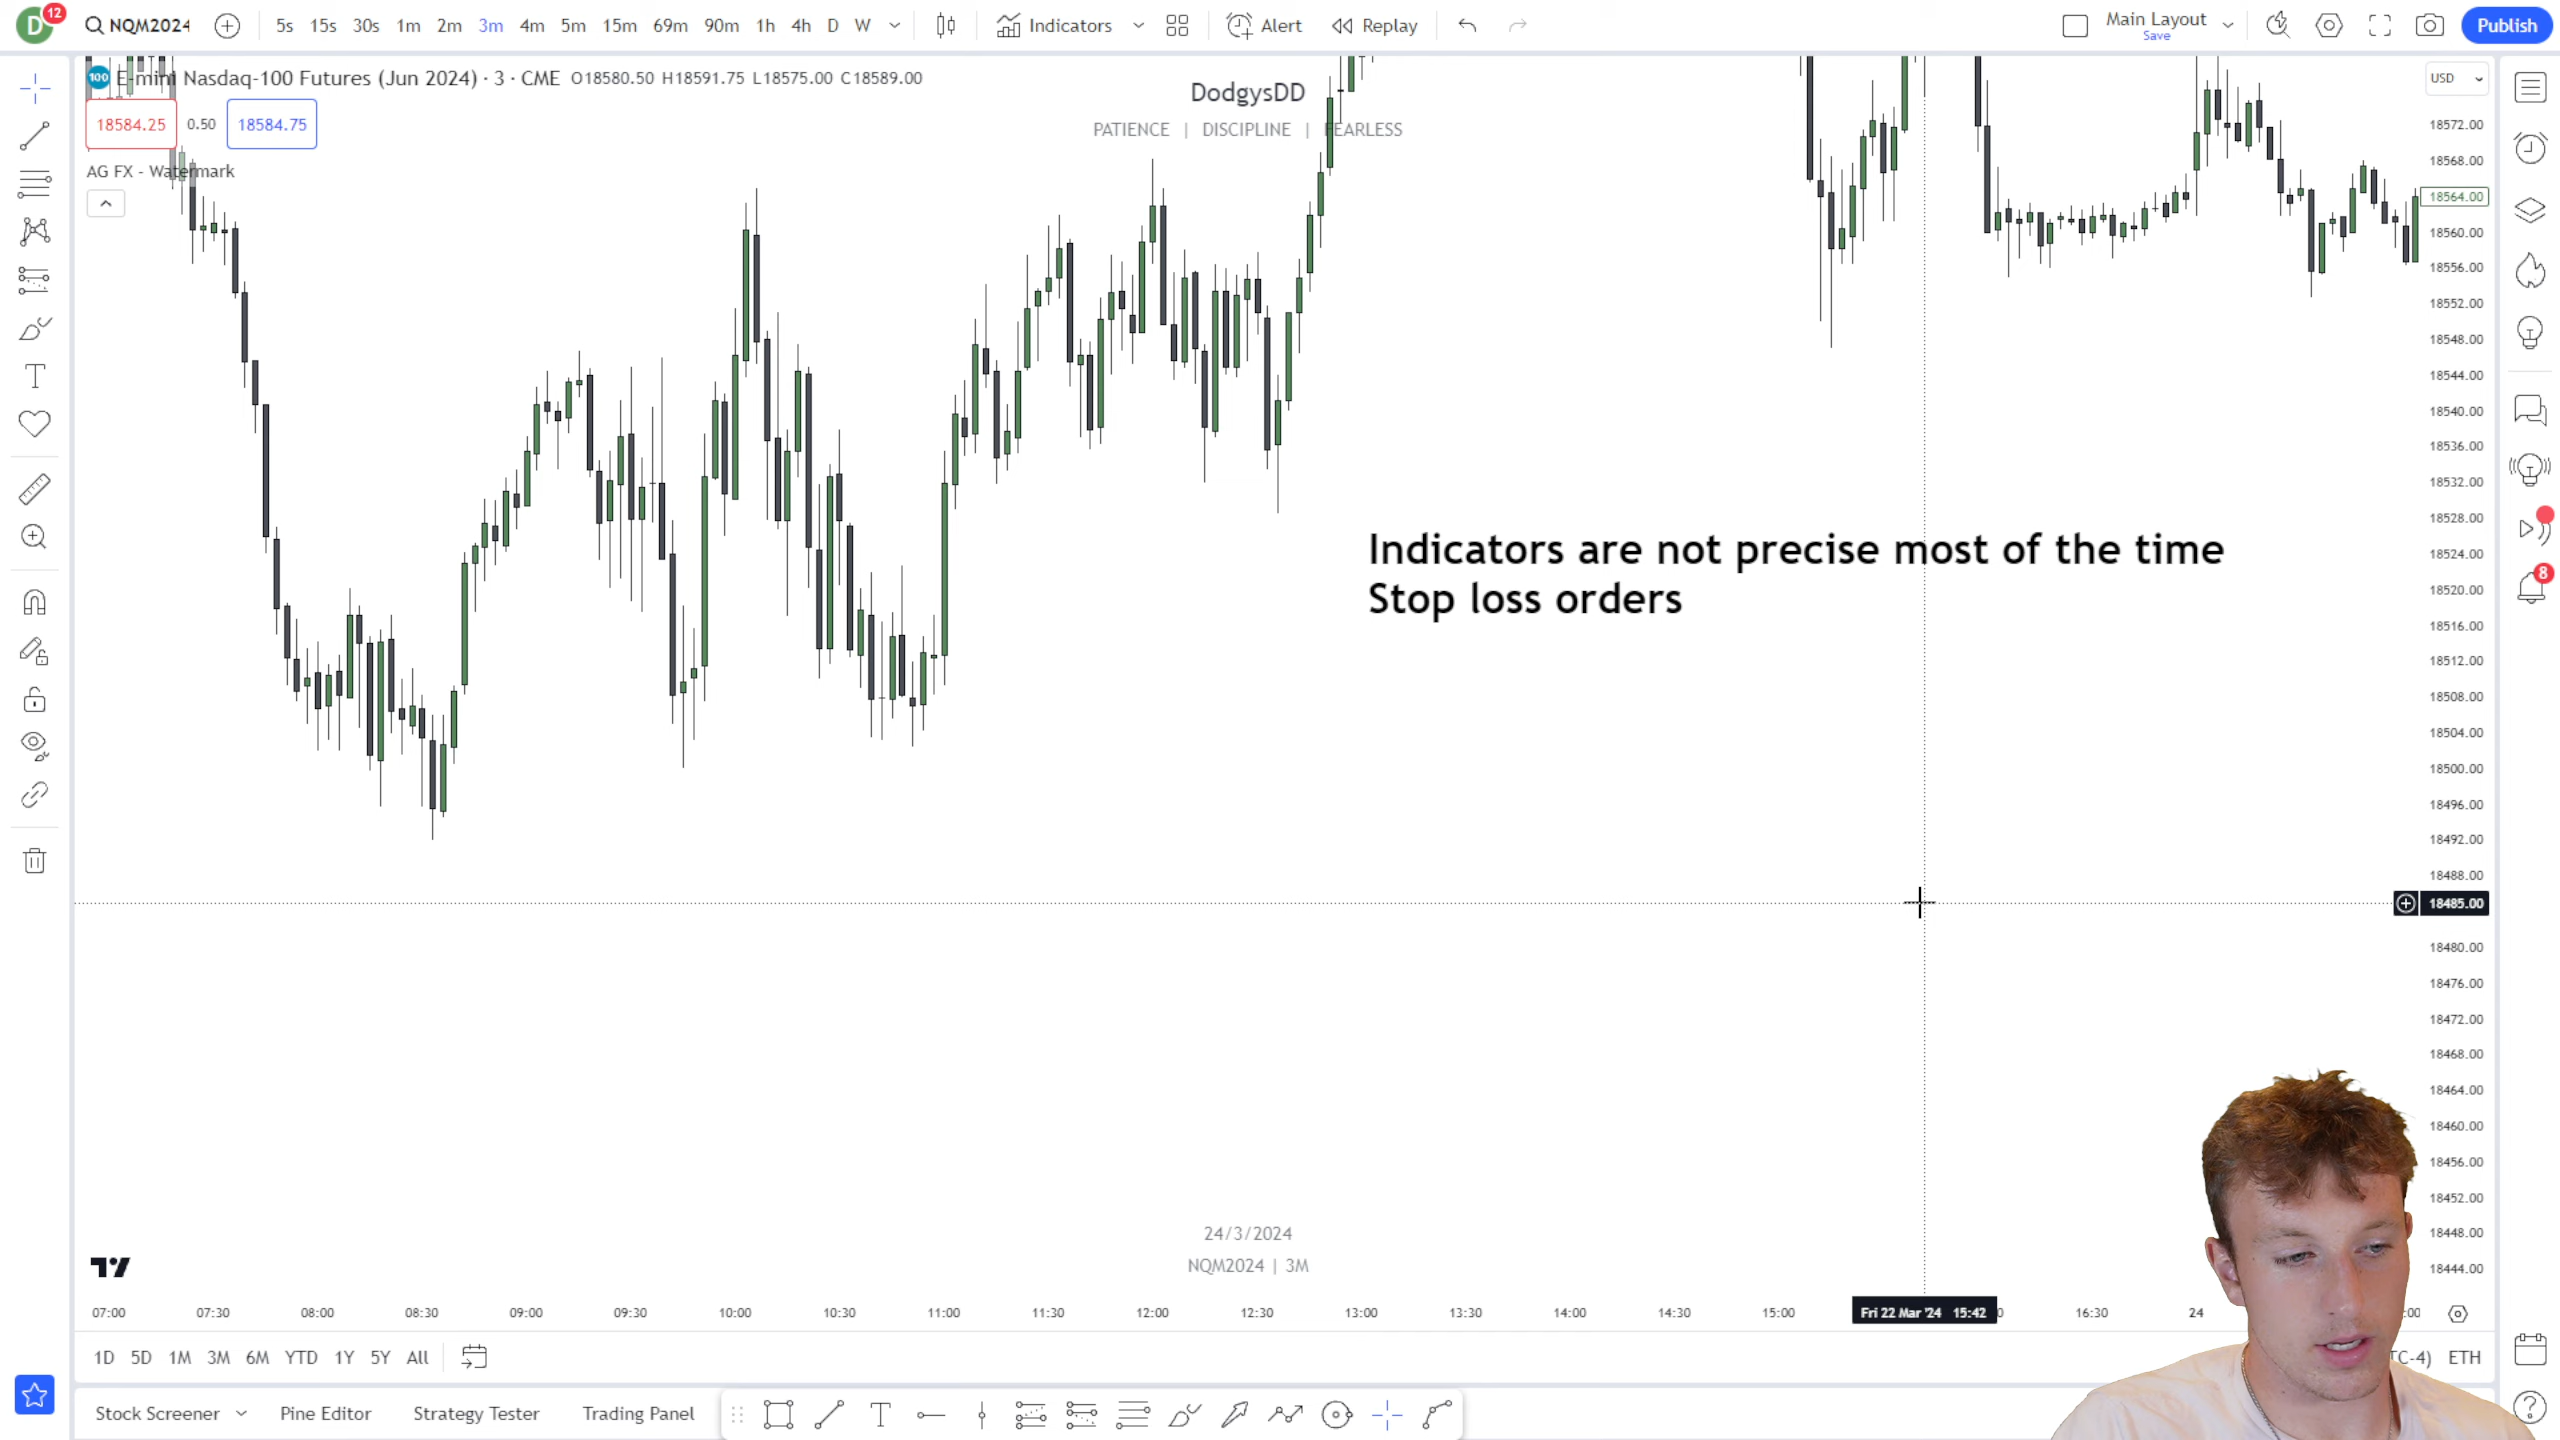 D 12 NQM2024 5s 15s 30s 1m 2m 3m 4m 5m 15m 69m 90m 1h 4h D W Indicators Alert Replay Main Layout Save Publish
100 E-mini Nasdaq-100 Futures (Jun 2024) · 3 · CME O18580.50 H18591.75 L18575.00 C18589.00
USD
DodgysDD
18584.25 0.50 18584.75
PATIENCE | DISCIPLINE | FEARLESS
AG FX - Watermark
18572.00
18568.00
18564.00
18560.00
18556.00
18552.00
18548.00
18544.00
18540.00
18536.00
18532.00
18528.00
18524.00
18520.00
18516.00
18512.00
18508.00
18504.00
18500.00
18496.00
18492.00
18488.00
18485.00
18480.00
18476.00
18472.00
18468.00
18464.00
18460.00
18456.00
18452.00
18448.00
18444.00
8
Indicators are not precise most of the time
Stop loss orders
24/3/2024
NQM2024 | 3M
07:00 07:30 08:00 08:30 09:00 09:30 10:00 10:30 11:00 11:30 12:00 12:30 13:00 13:30 14:00 14:30 15:00 Fri 22 Mar '24 15:42 0 16:30 24 :00
1D 5D 1M 3M 6M YTD 1Y 5Y All TC-4) ETH
Stock Screener Pine Editor Strategy Tester Trading Panel